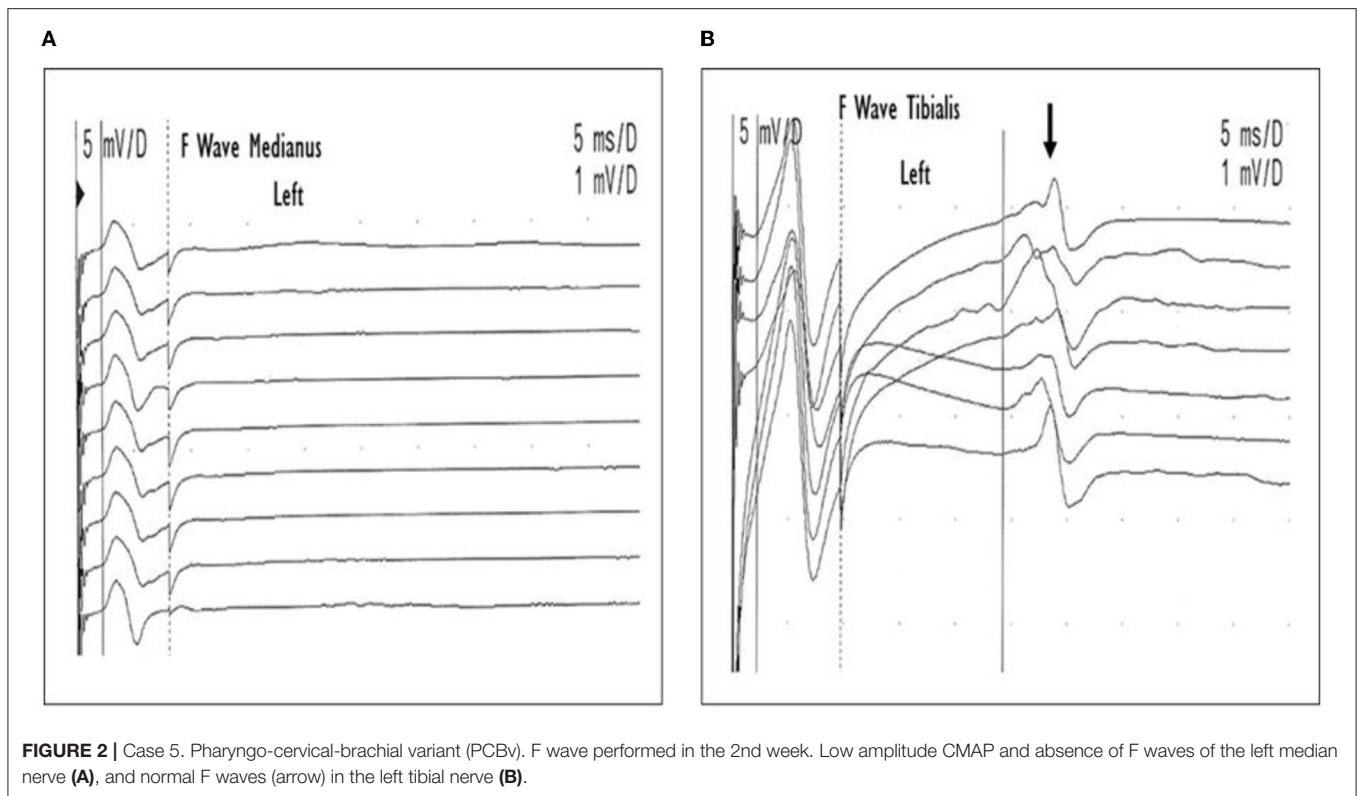 A
B
5 mV/D F Wave Medianus 5 ms/D
Left 1 mV/D
F Wave Tibialis
5 mV/D 5 ms/D
Left 1 mV/D
FIGURE 2 | Case 5. Pharyngo-cervical-brachial variant (PCBv). F wave performed in the 2nd week. Low amplitude CMAP and absence of F waves of the left median
nerve (A), and normal F waves (arrow) in the left tibial nerve (B).